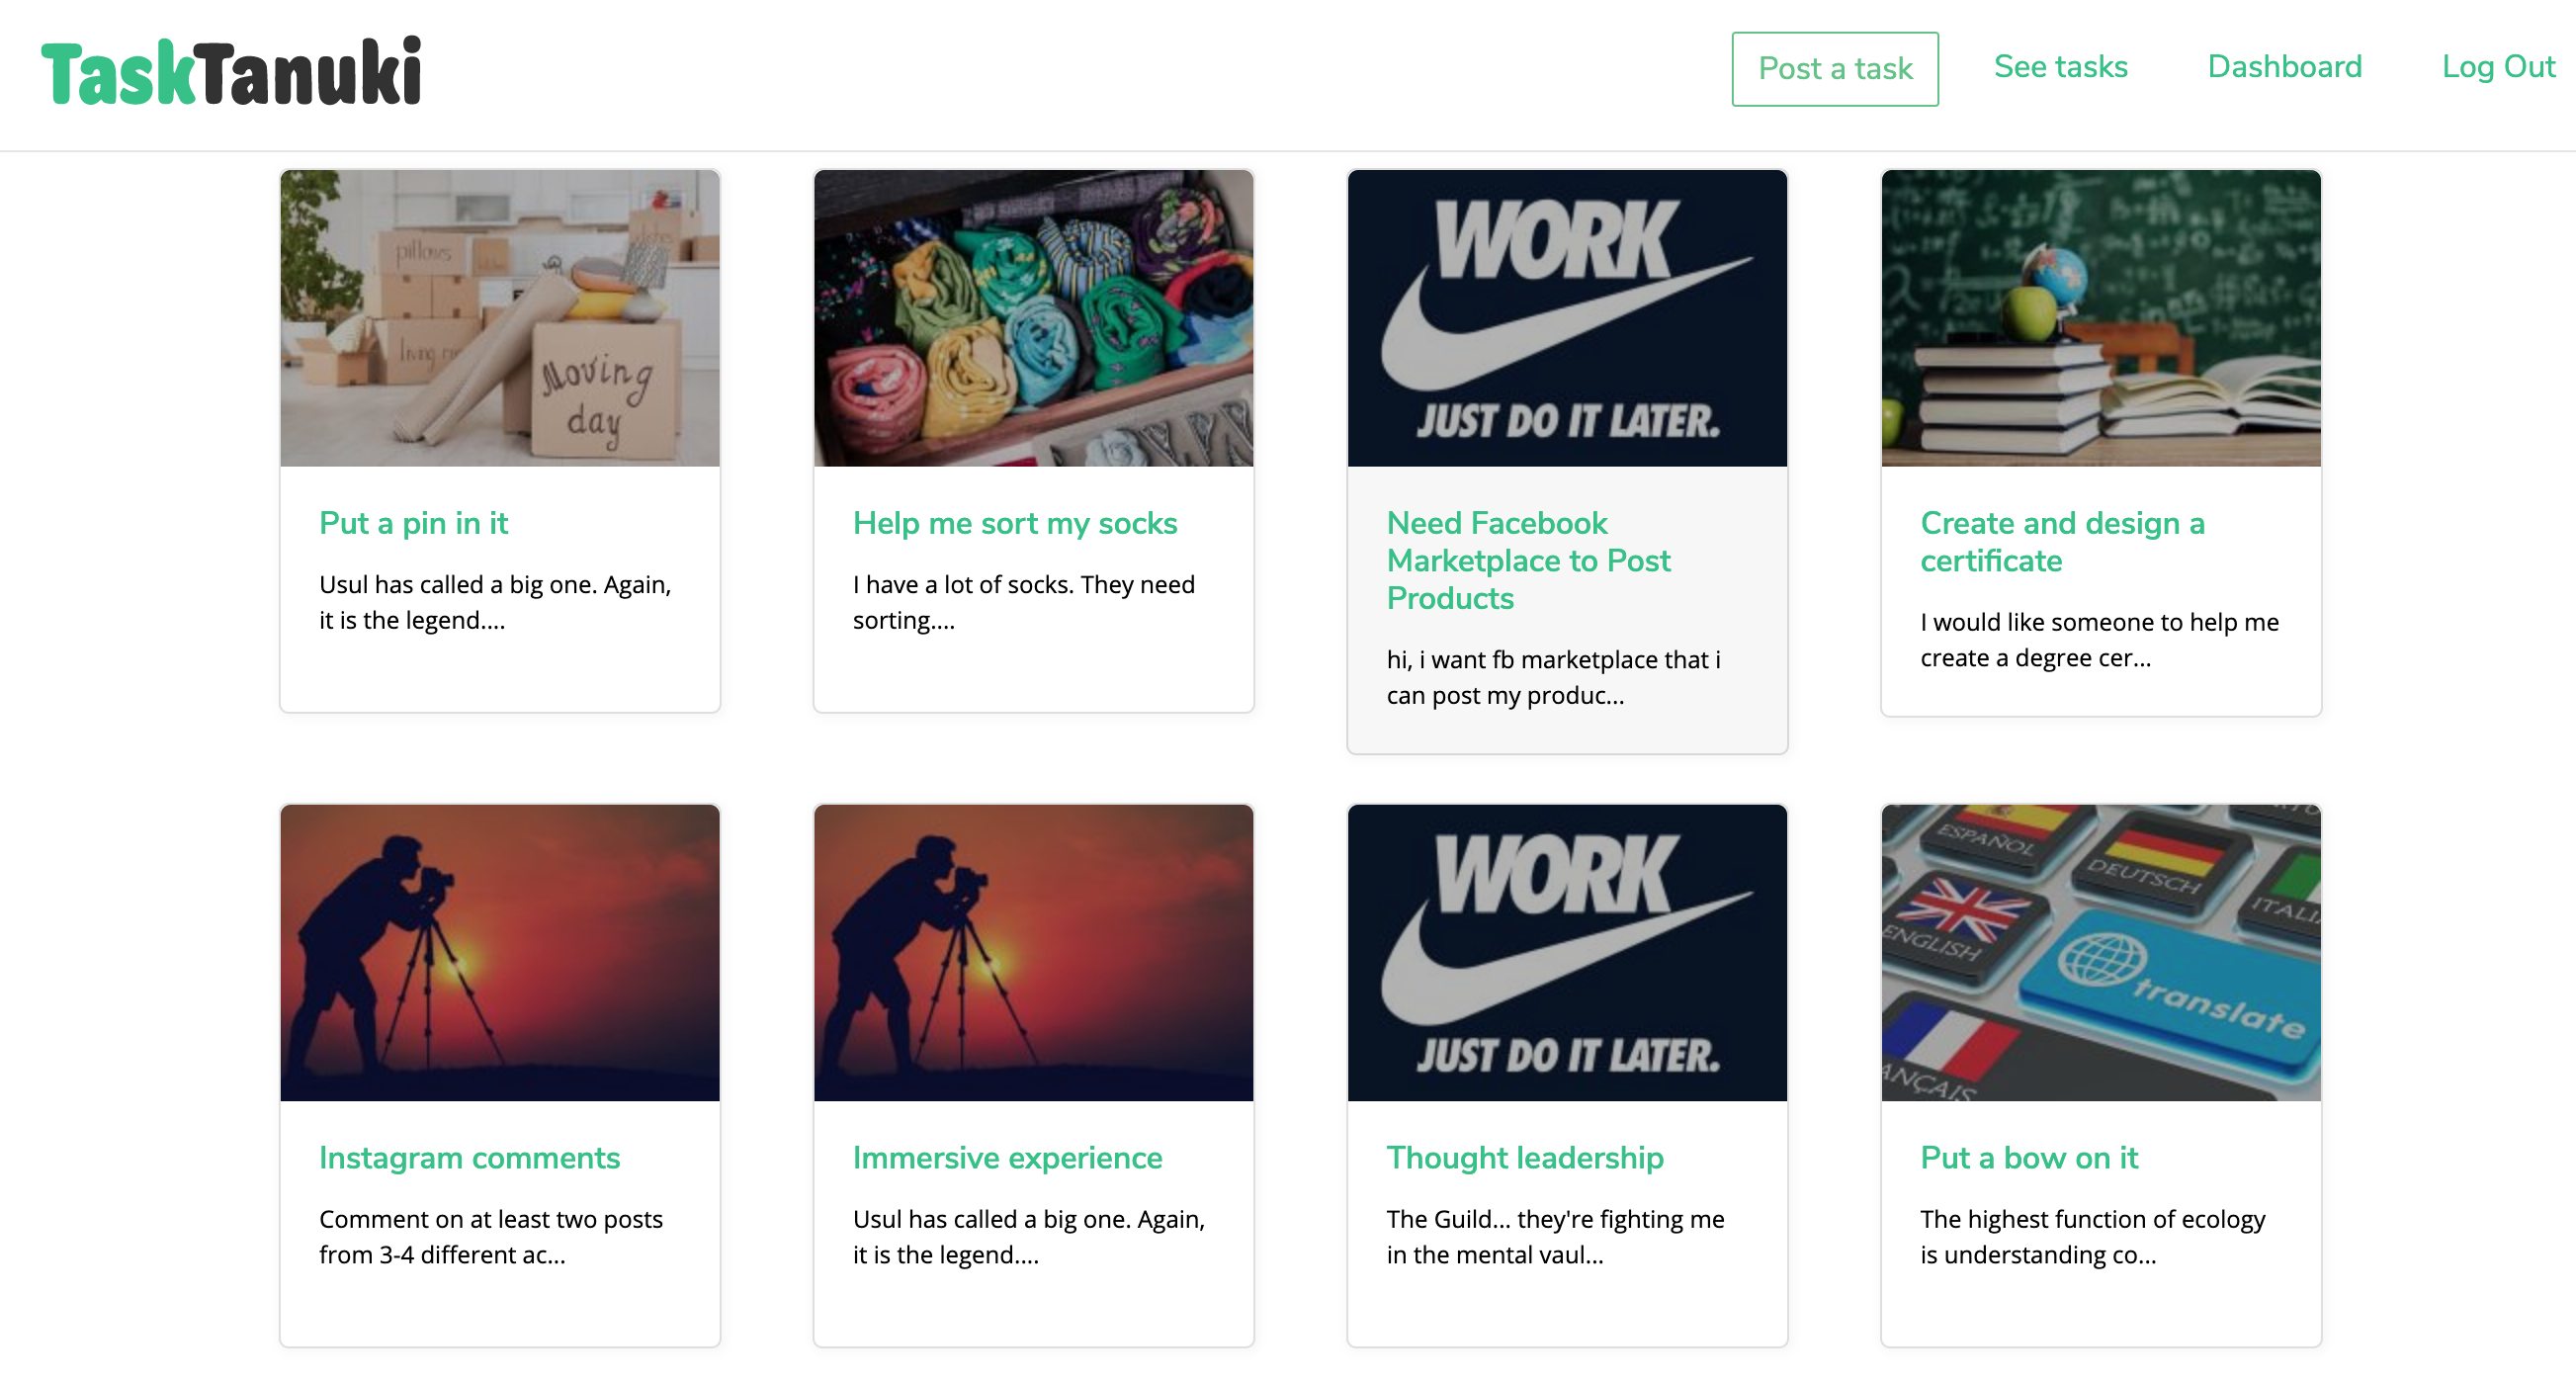 TaskTanuki
Post a task
See tasks
Dashboard
Log Out
pillows
living
Moving
day
Put a pin in it
Usul has called a big one. Again,
it is the legend....
Help me sort my socks
I have a lot of socks. They need
sorting....
WORK
JUST DO IT LATER.
Need Facebook
Marketplace to Post
Products
hi, i want fb marketplace that i
can post my produc...
Create and design a
certificate
I would like someone to help me
create a degree cer...
Instagram comments
Comment on at least two posts
from 3-4 different ac...
Immersive experience
Usul has called a big one. Again,
it is the legend....
WORK
JUST DO IT LATER.
Thought leadership
The Guild... they're fighting me
in the mental vaul...
ESPAÑOL
DEUTSCH
ITALI
ENGLISH
translate
ANÇAIS
Put a bow on it
The highest function of ecology
is understanding co...